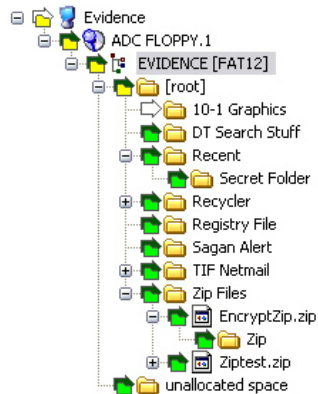 Evidence
ADC FLOPPY.1
EVIDENCE [FAT12]
[root]
10-1 Graphics
DT Search Stuff
Recent
Secret Folder
Recycler
Registry File
Sagan Alert
TIF Netmail
Zip Files
EncryptZip.zip
Zip
Ziptest.zip
unallocated space